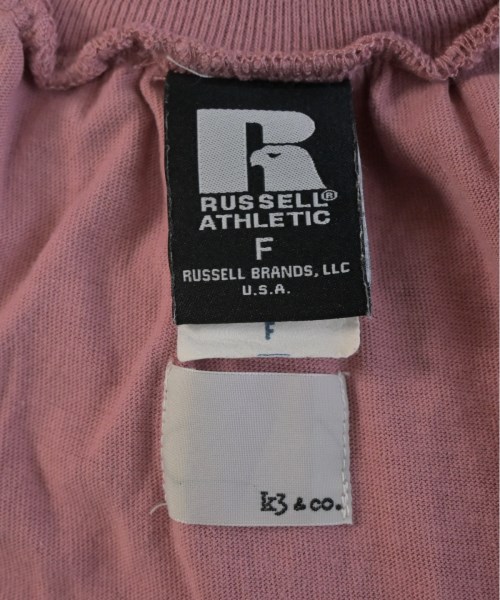 R
RUSSELL®
ATHLETIC
F
RUSSELL BRANDS, LLC
U.S.A.
F
k3 & co.